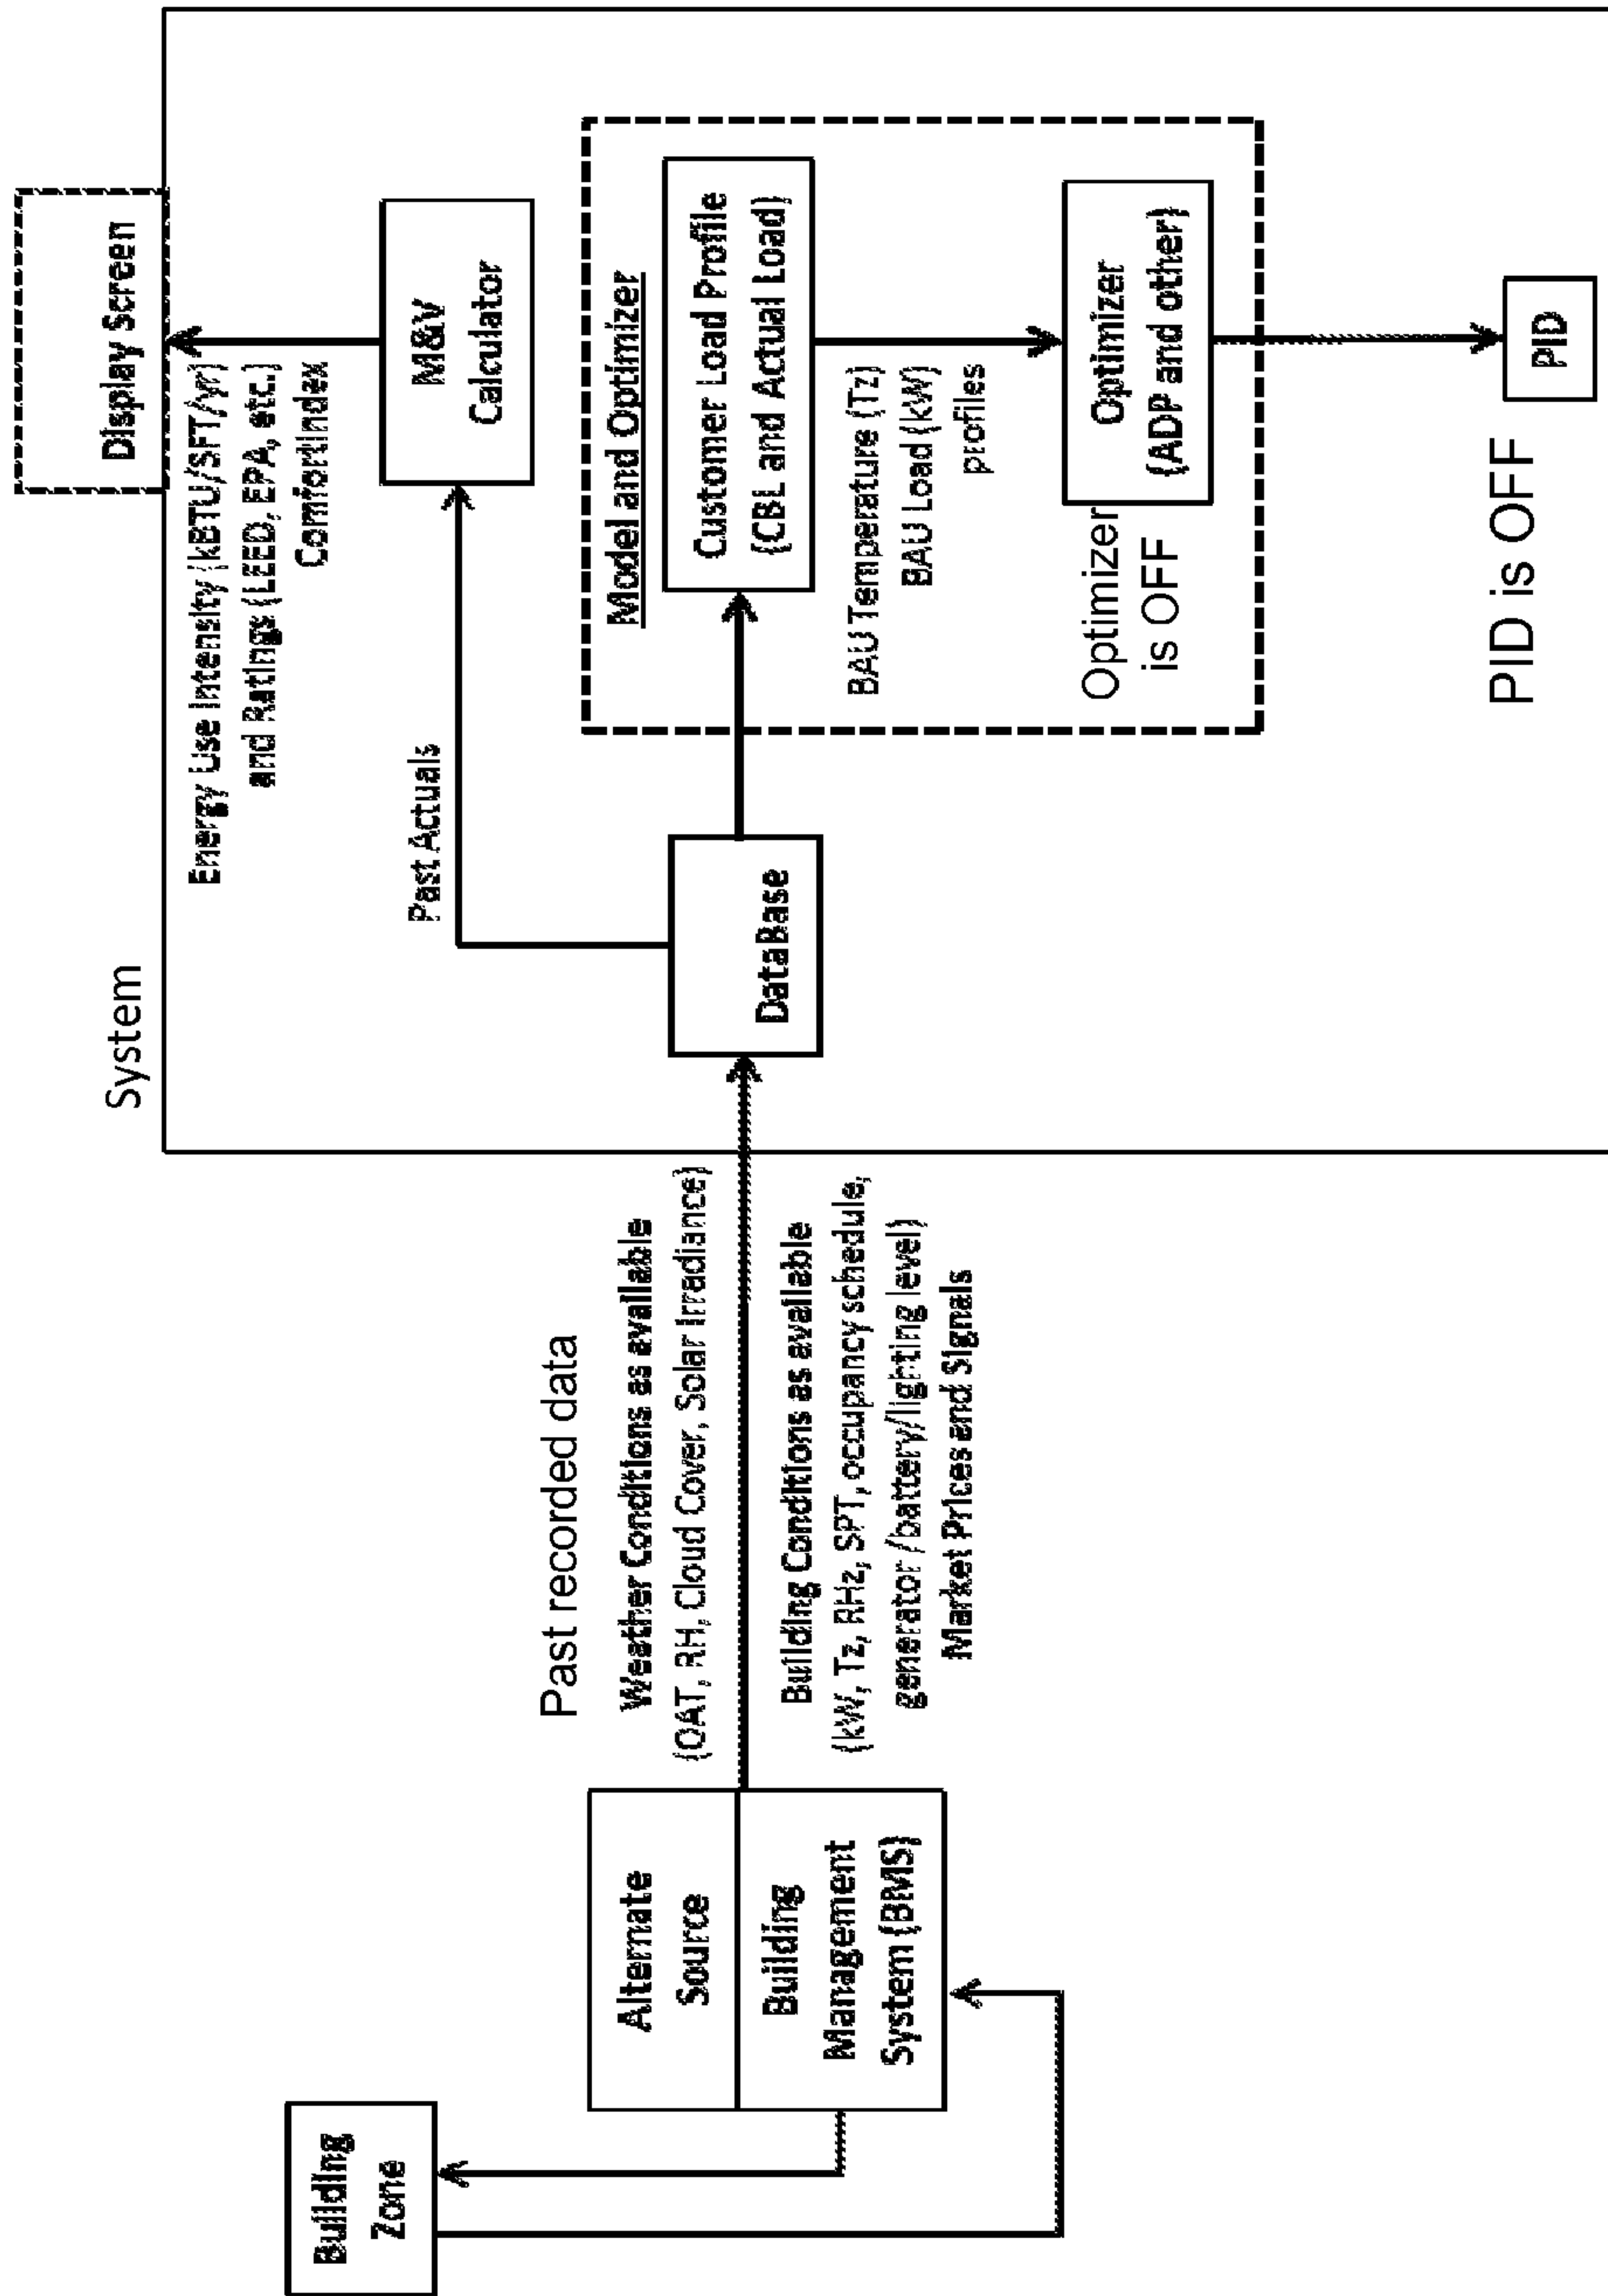 System
Display Screen
Energy Use Intensity (kBTU/SFT/yr)
and Ratings (LEED, EPA, etc.)
ComfortIndex
Past Actuals
M&V
Calculator
Building
Zone
Past recorded data
Weather Conditions as available
(OAT, RH, Cloud Cover, Solar Irradiance)
Alternate
Source
Building
Management
System (BMS)
Building Conditions as available
(kW, Tz, RHz, SPT, occupancy schedule,
generator /battery/lighting level)
Market Prices and Signals
DataBase
Model and Optimizer
Customer Load Profile
(CBL and Actual Load)
BAU Temperature (Tz)
BAU Load (kW)
profiles
Optimizer
is OFF
Optimizer
(ADP and other)
PID is OFF
PID